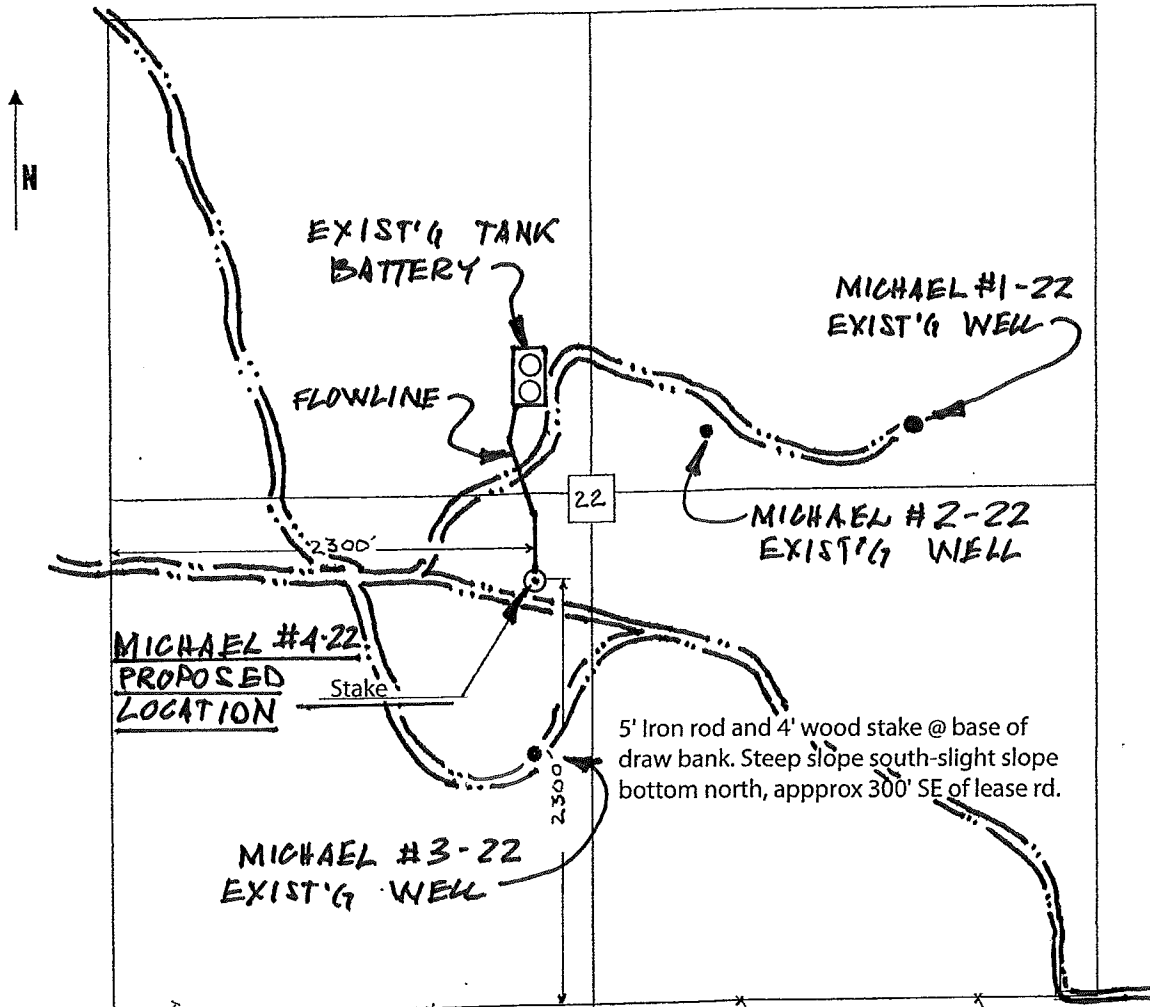 N
EXIST'G TANK
BATTERY
MICHAEL #1-22
EXIST'G WELL
FLOWLINE
22
MICHAEL #2-22
EXIST'G WELL
2300'
MICHAEL #4-22
PROPOSED
LOCATION
Stake
5' Iron rod and 4' wood stake @ base of
draw bank. Steep slope south-slight slope
bottom north, appprox 300' SE of lease rd.
2300'
MICHAEL #3-22
EXIST'G WELL